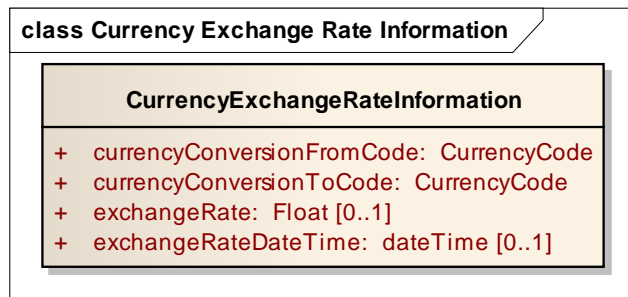 class Currency Exchange Rate Information
CurrencyExchangeRateInformation
+ currencyConversionFromCode: CurrencyCode
+ currencyConversionToCode: CurrencyCode
+ exchangeRate: Float [0..1]
+ exchangeRateDateTime: dateTime [0..1]